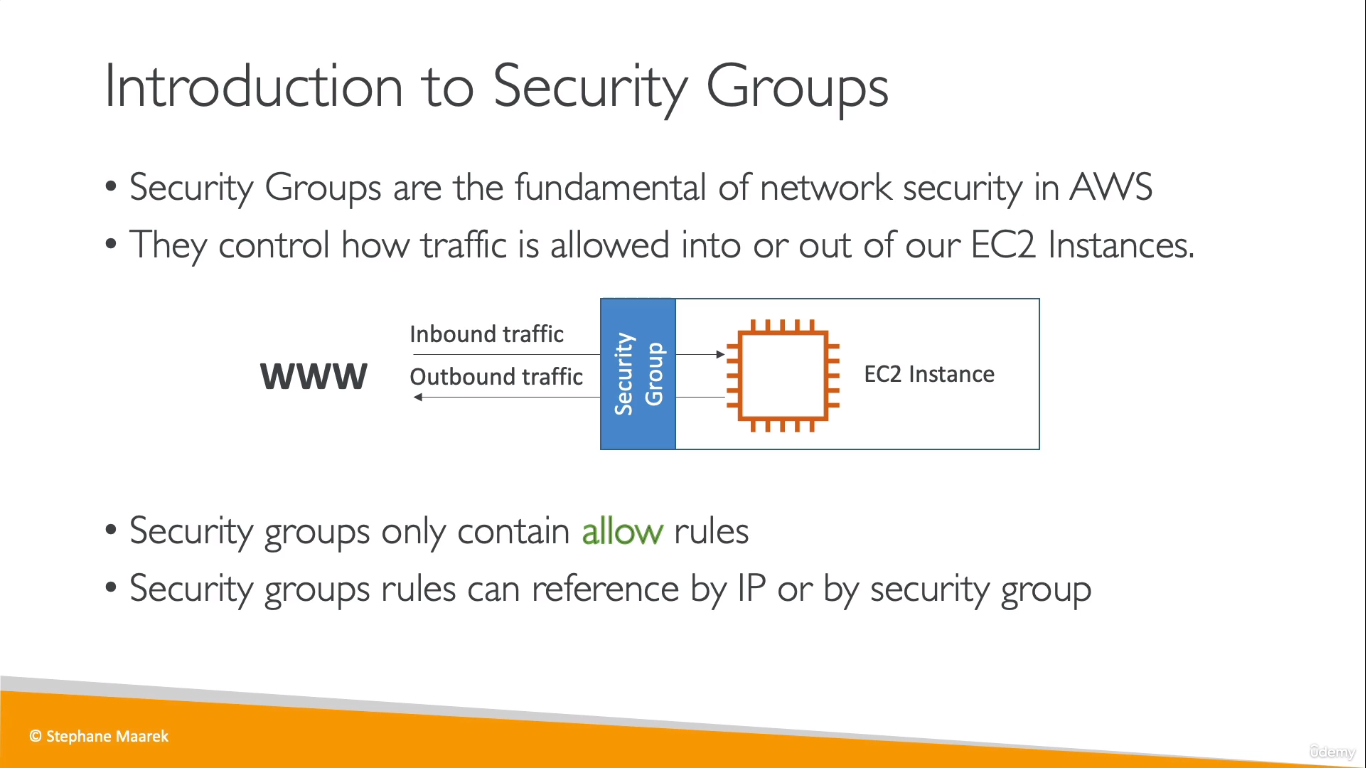 Introduction to Security Groups
• Security Groups are the fundamental of network security in AWS
• They control how traffic is allowed into or out of our EC2 Instances.
WWW
Inbound traffic
Outbound traffic
Security
Group
EC2 Instance
• Security groups only contain allow rules
• Security groups rules can reference by IP or by security group
© Stephane Maarek
ûdemy